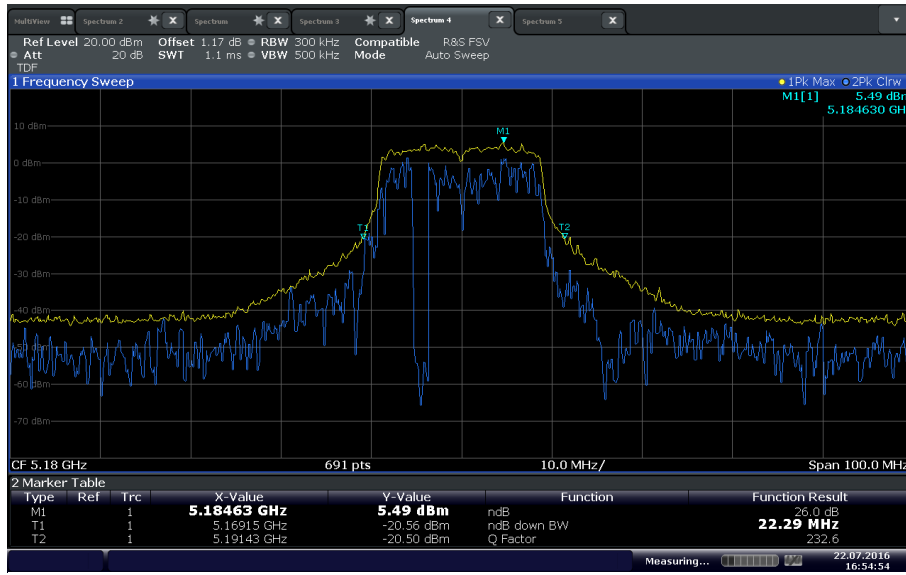 MultiView Spectrum 2 X Spectrum X Spectrum 3 X Spectrum 4 X Spectrum 5 X
Ref Level 20.00 dBm Offset 1.17 dB RBW 300 kHz Compatible R&S FSV
Att 20 dB SWT 1.1 ms VBW 500 kHz Mode Auto Sweep
TDF
1 Frequency Sweep 1Pk Max 2Pk Clrw
M1[1] 5.49 dBm
5.184630 GH
10 dBm
M1
0 dBm
-10 dBm
T1 T2
-20 dBm
-30 dBm
-40 dBm
-60 dBm
-70 dBm
CF 5.18 GHz 691 pts 10.0 MHz/ Span 100.0 MHz
2 Marker Table
Type Ref Trc X-Value Y-Value Function Function Result
M1 1 5.18463 GHz 5.49 dBm ndB 26.0 dB
T1 1 5.16915 GHz -20.56 dBm ndB down BW 22.29 MHz
T2 1 5.19143 GHz -20.50 dBm Q Factor 232.6
Measuring... 22.07.2016
16:54:54